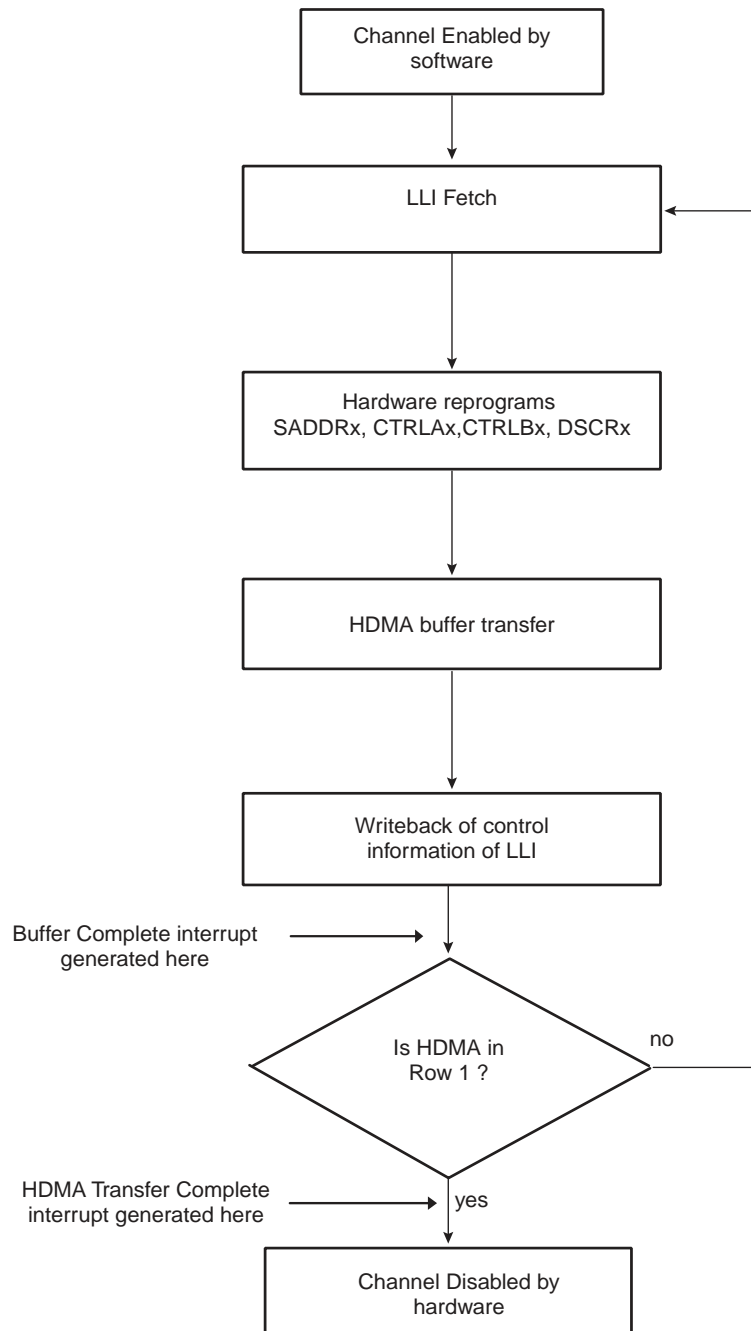 Channel Enabled by
software
LLI Fetch
Hardware reprograms
SADDRx, CTRLAx,CTRLBx, DSCRx
HDMA buffer transfer
Writeback of control
information of LLI
Buffer Complete interrupt
generated here
Is HDMA in
Row 1 ?
no
HDMA Transfer Complete
interrupt generated here
yes
Channel Disabled by
hardware